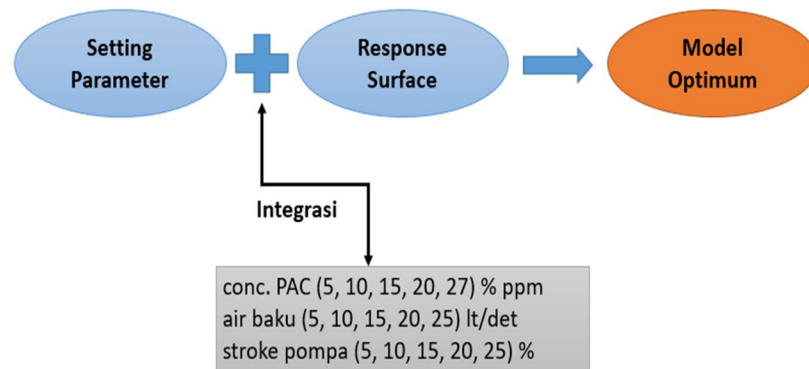 Setting
Parameter
Response
Surface
Model
Optimum
Integrasi
conc. PAC (5, 10, 15, 20, 27) % ppm
air baku (5, 10, 15, 20, 25) lt/det
stroke pompa (5, 10, 15, 20, 25) %